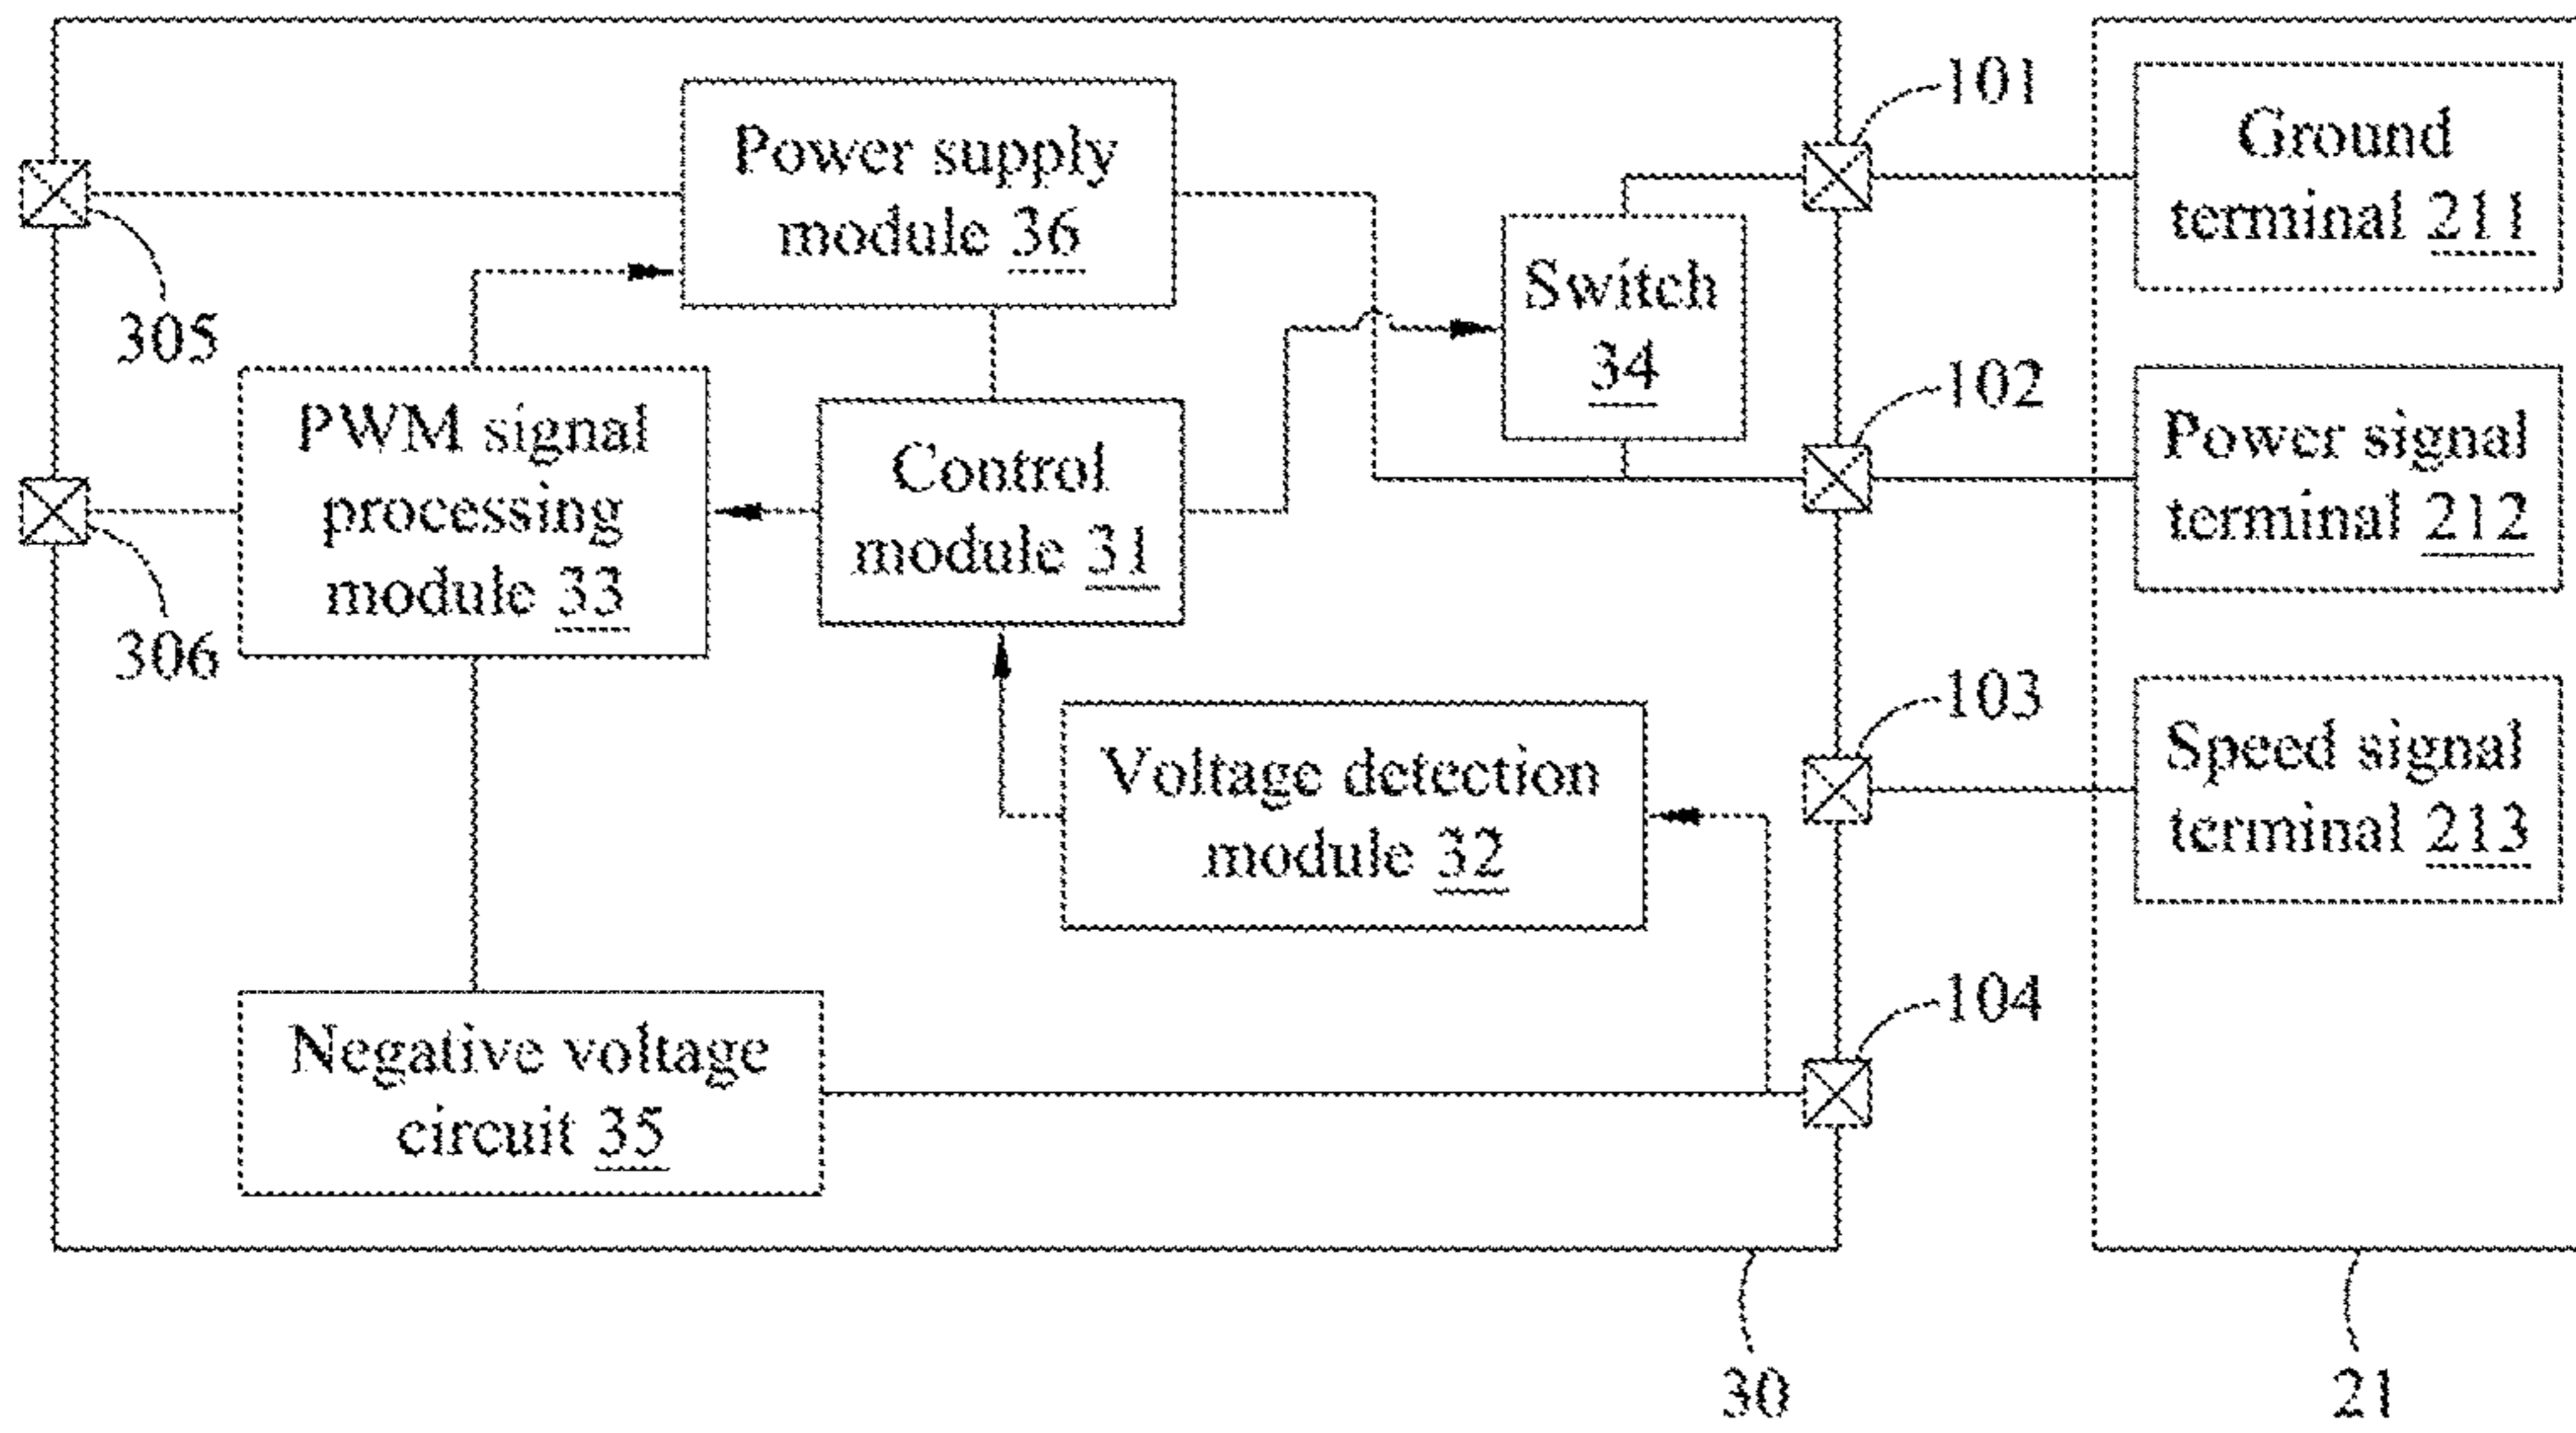 101
Ground
terminal 211
Power supply
module 36
Switch
34
305
102
Power signal
terminal 212
PWM signal
processing
module 33
Control
module 31
306
103
Speed signal
terminal 213
Voltage detection
module 32
104
Negative voltage
circuit 35
30
21